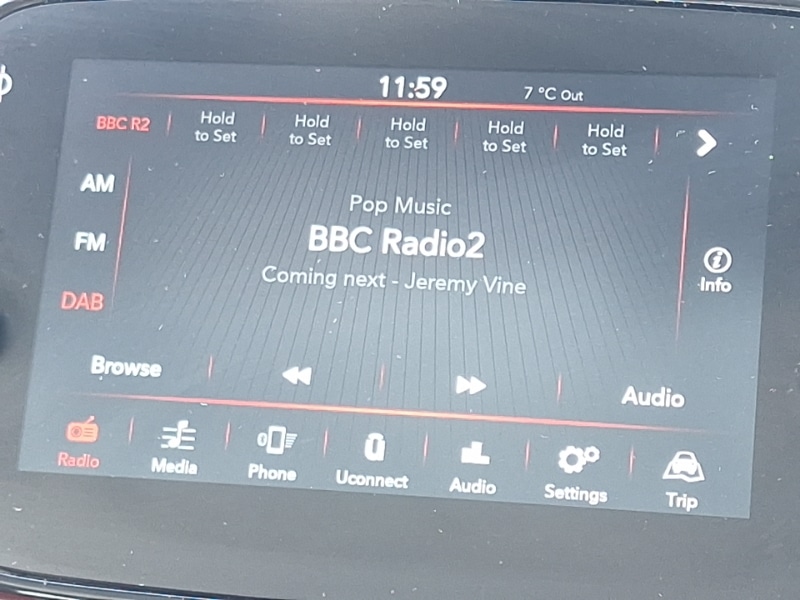 11:59
7 °C Out
BBC R2
Hold
to Set
Hold
to Set
Hold
to Set
Hold
to Set
Hold
to Set
AM
FM
DAB
Pop Music
BBC Radio2
Coming next - Jeremy Vine
Info
Browse
Audio
Radio
Media
Phone
Uconnect
Audio
Settings
Trip